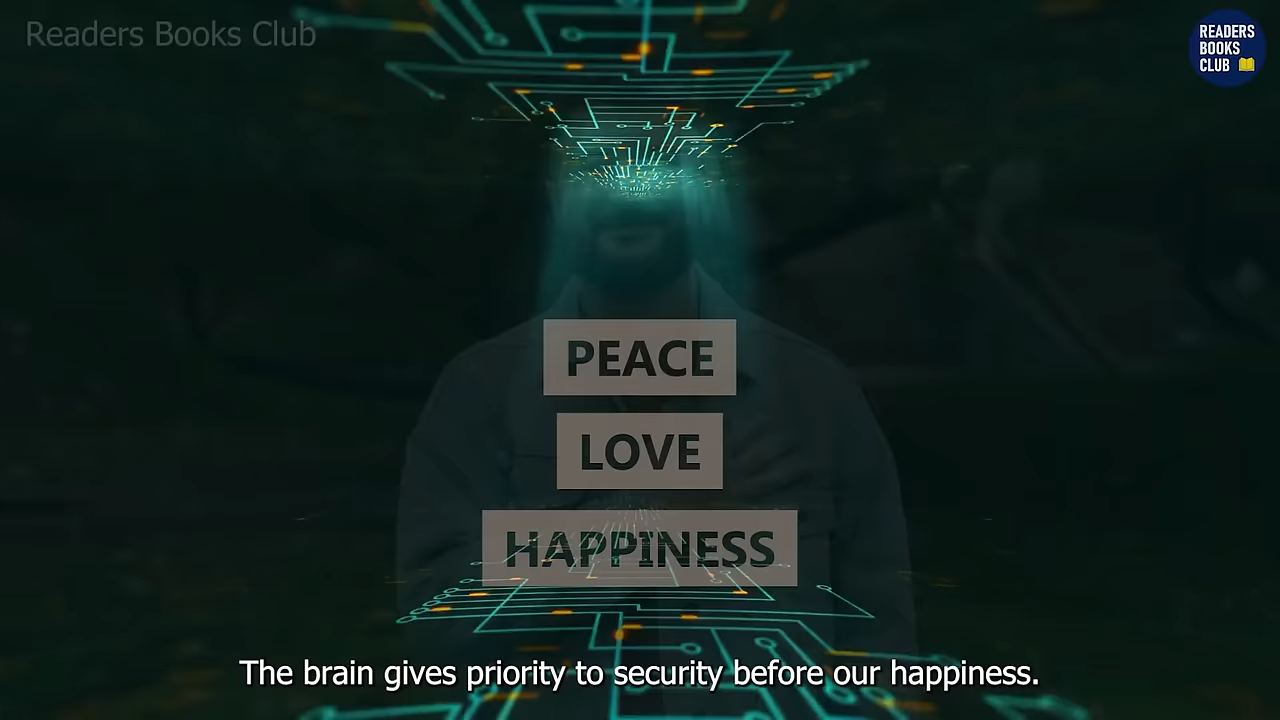 Readers Books Club
READERS
BOOKS
CLUB
PEACE
LOVE
HAPPINESS
The brain gives priority to security before our happiness.